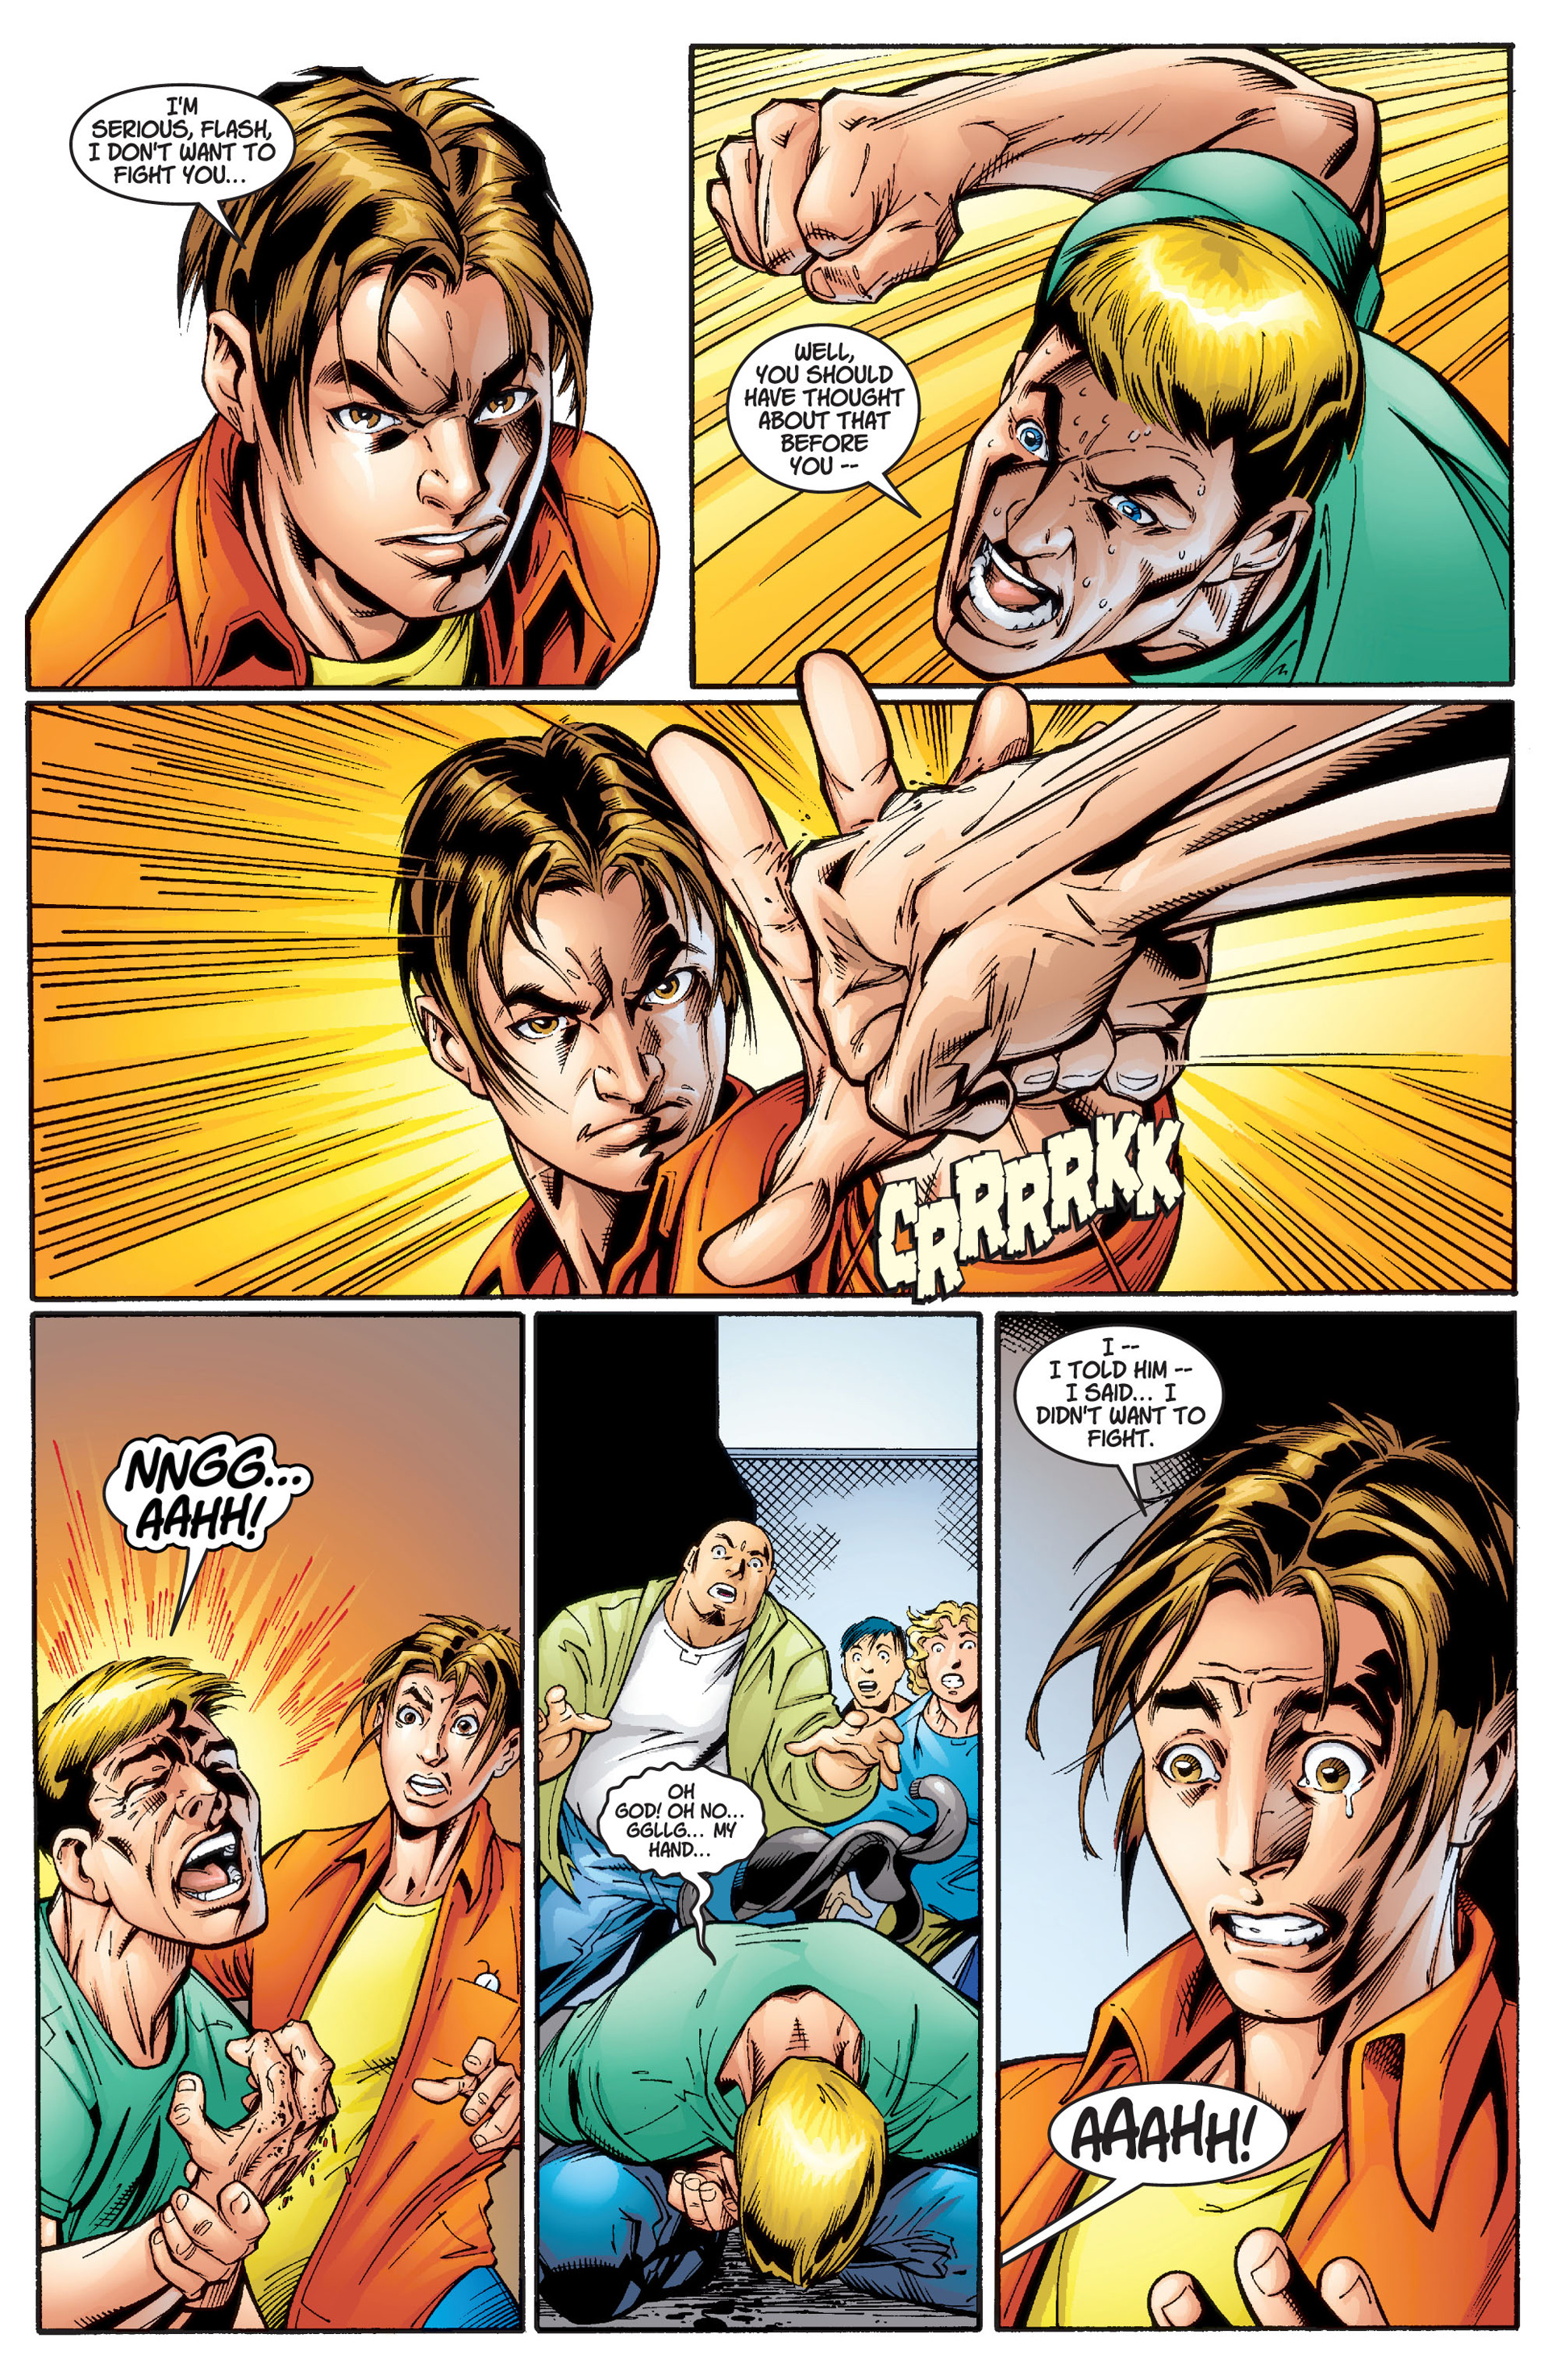 I'M
SERIOUS, FLASH,
I DON'T WANT TO
FIGHT YOU...
WELL,
YOU SHOULD
HAVE THOUGHT
ABOUT THAT
BEFORE
YOU --
CRRRRKK
NNGG...
AAHH!
OH
GOD! OH NO...
GGLLG... MY
HAND...
I --
I TOLD HIM --
I SAID... I
DIDN'T WANT TO
FIGHT.
AAAHH!